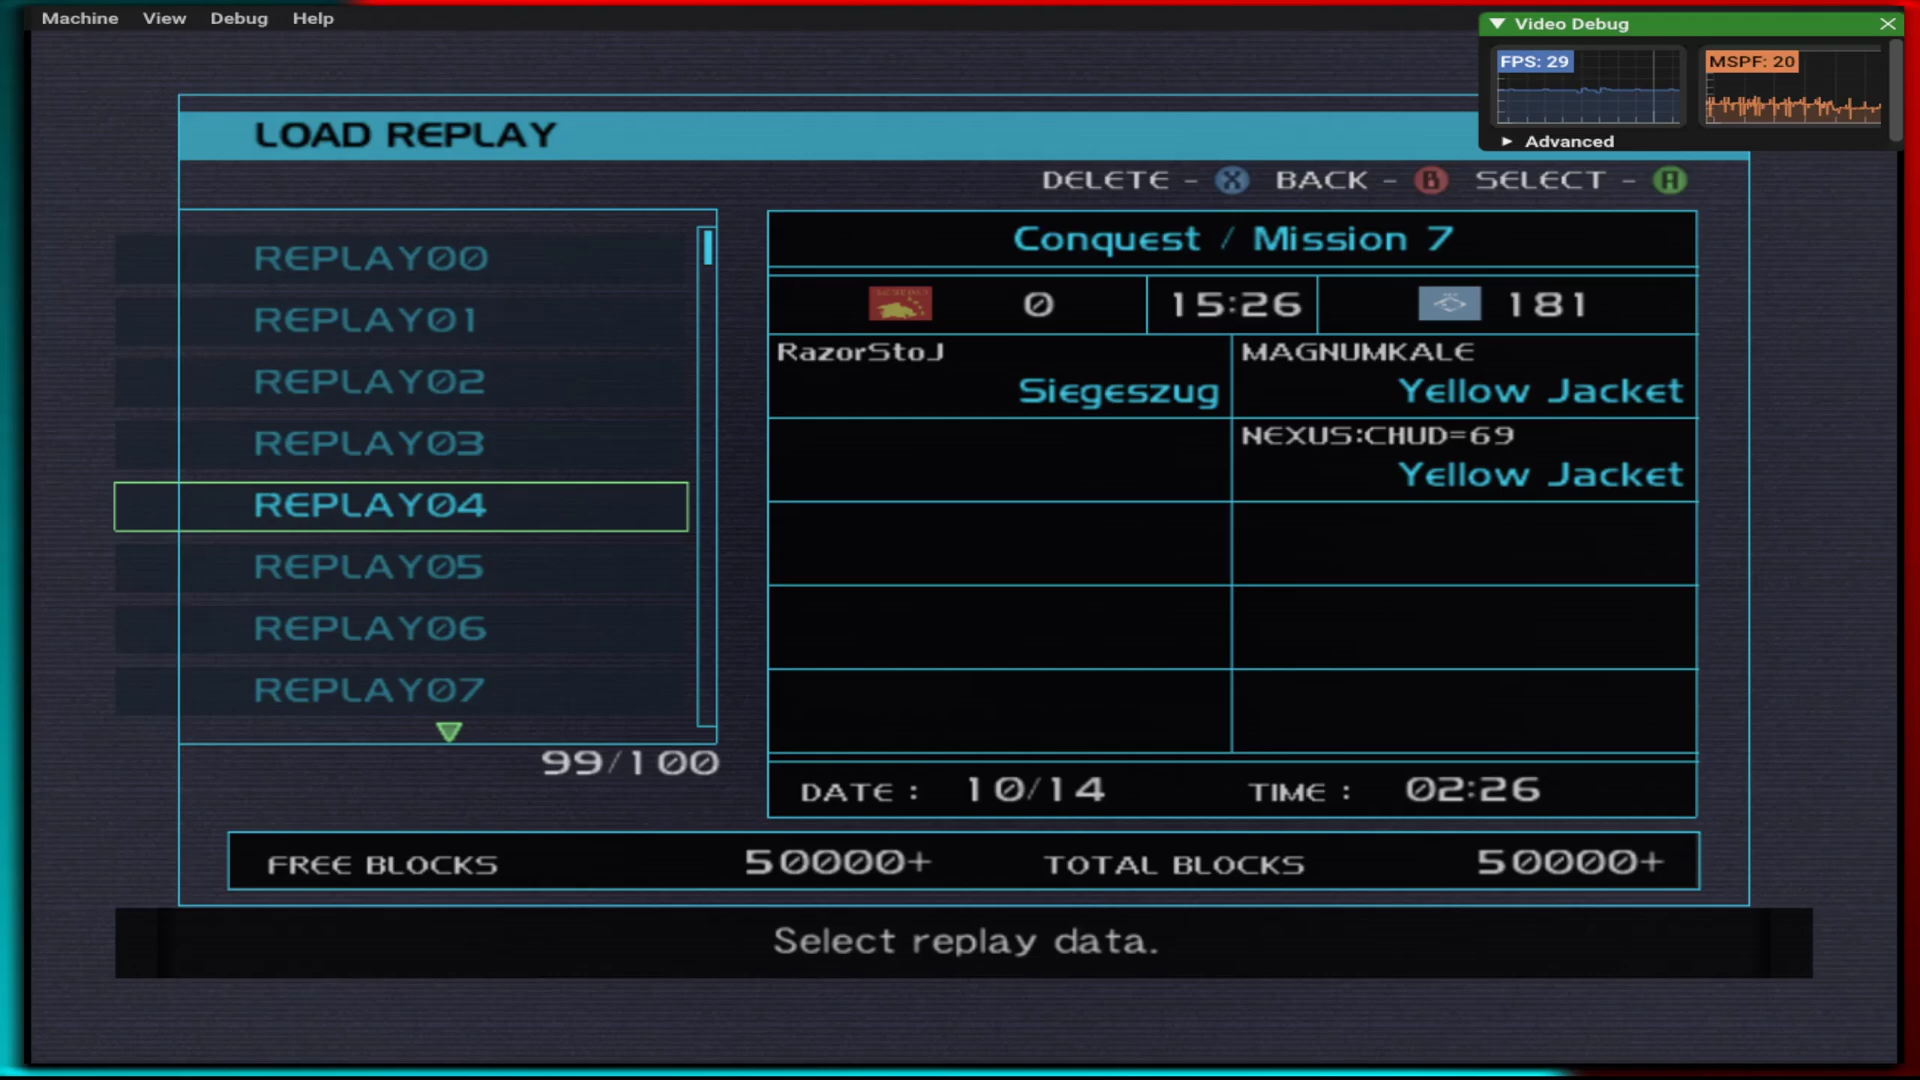 Machine View Debug Help
Video Debug
FPS: 29 MSPF: 20
Advanced
LOAD REPLAY
DELETE - X BACK - B SELECT - A
REPLAY00
REPLAY01
REPLAY02
REPLAY03
REPLAY04
REPLAY05
REPLAY06
REPLAY07
99/100
Conquest / Mission 7
0 15:26 181
RazorStoJ
Siegeszug
MAGNUMKALE
Yellow Jacket
NEXUS:CHUD=69
Yellow Jacket
DATE : 10/14 TIME : 02:26
FREE BLOCKS 50000+ TOTAL BLOCKS 50000+
Select replay data.